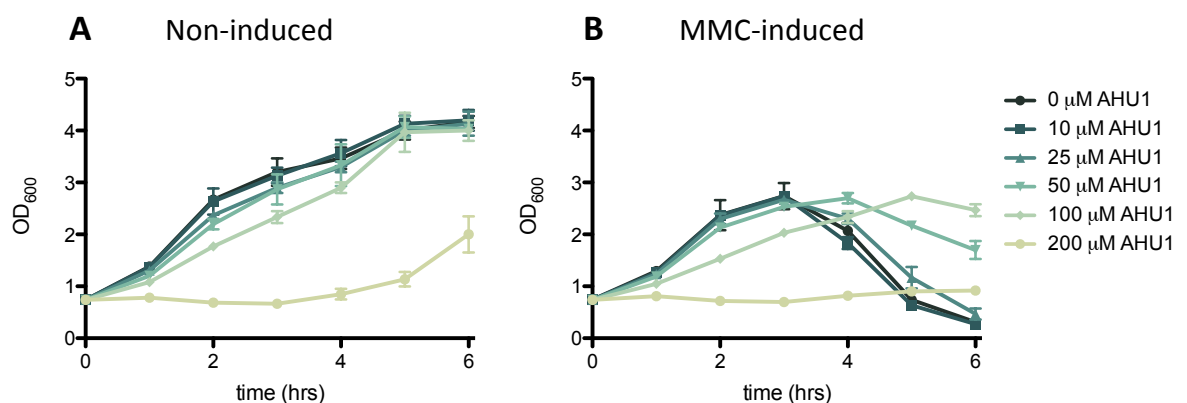 A Non-induced
5
4
3
2
1
0
OD600
0 2 4 6
time (hrs)
B MMC-induced
5
4
3
2
1
0
OD600
0 2 4 6
time (hrs)
0 μM AHU1
10 μM AHU1
25 μM AHU1
50 μM AHU1
100 μM AHU1
200 μM AHU1